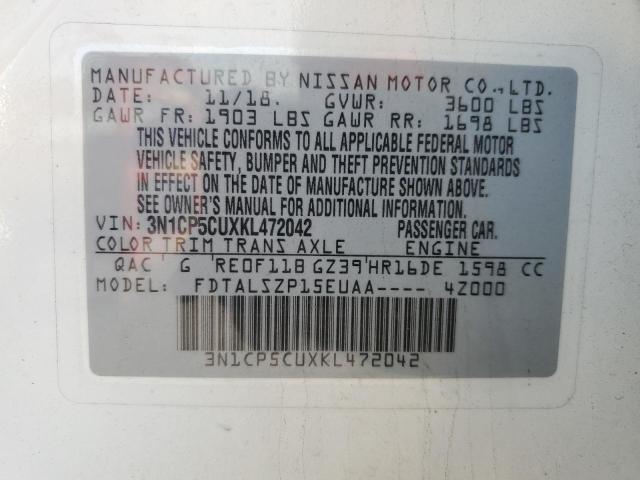 MANUFACTURED BY NISSAN MOTOR CO.,LTD.
DATE: 11/18. GVWR: 3600 LBS
GAWR FR: 1903 LBS GAWR RR: 1698 LBS
THIS VEHICLE CONFORMS TO ALL APPLICABLE FEDERAL MOTOR
VEHICLE SAFETY, BUMPER AND THEFT PREVENTION STANDARDS
IN EFFECT ON THE DATE OF MANUFACTURE SHOWN ABOVE.
SEE OWNER'S MANUAL FOR ADDITIONAL INFORMATION.
VIN: 3N1CP5CUXKL472042 PASSENGER CAR.
COLOR TRIM TRANS AXLE ENGINE
QAC G RE0F11B GZ39 HR16DE 1598 CC
MODEL: FDTALSZP15EUAA---- 4Z000
3N1CP5CUXKL472042